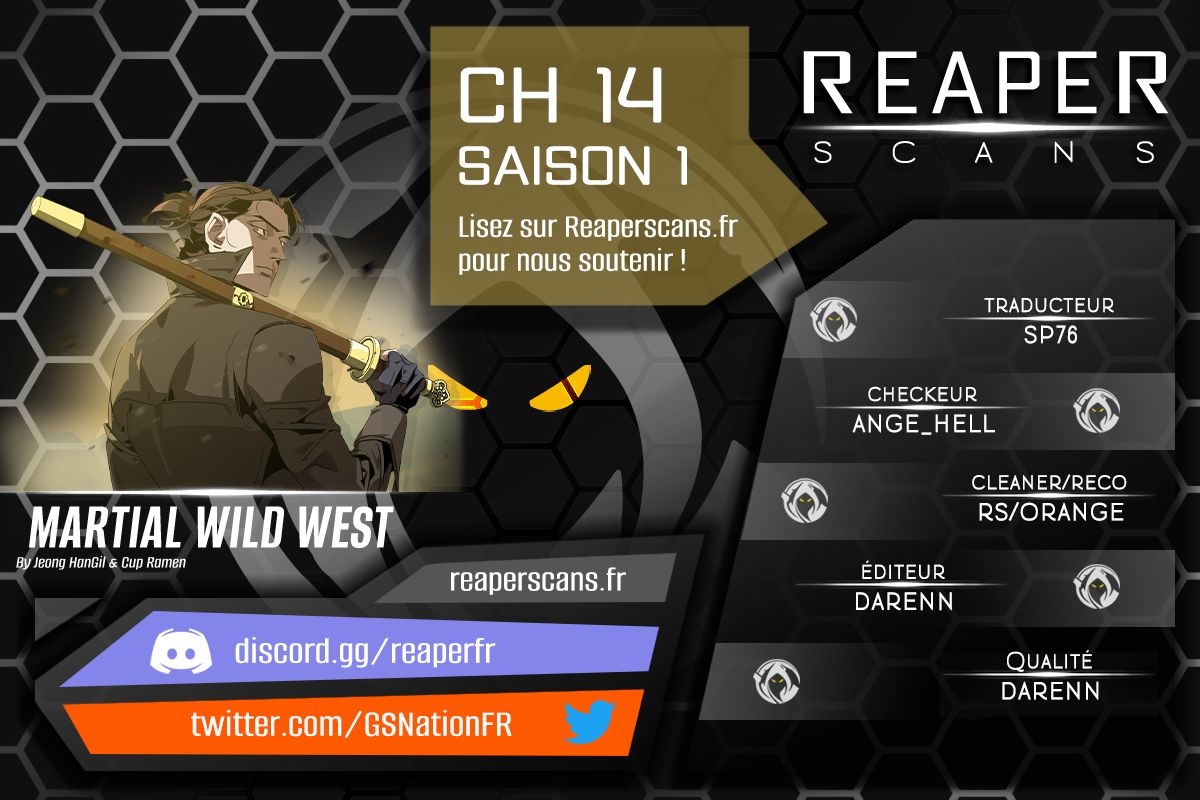 CH 14
SAISON 1
Lisez sur Reaperscans.fr
pour nous soutenir !
REAPER
SCANS
TRADUCTEUR
SP76
CHECKEUR
ANGE_HELL
CLEANER/RECO
RS/ORANGE
ÉDITEUR
DARENN
QUALITÉ
DARENN
MARTIAL WILD WEST
By Jeong HanGil & Cup Ramen
reaperscans.fr
discord.gg/reaperfr
twitter.com/GSNationFR